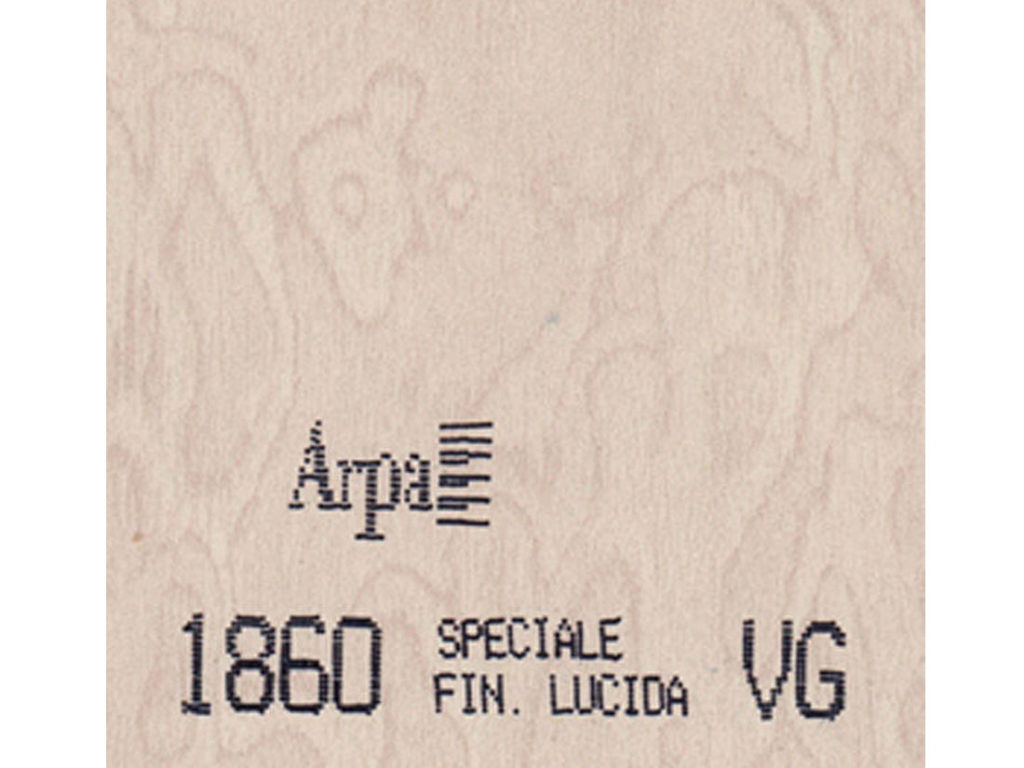 Arpa
1860 SPECIALE VG
FIN. LUCIDA